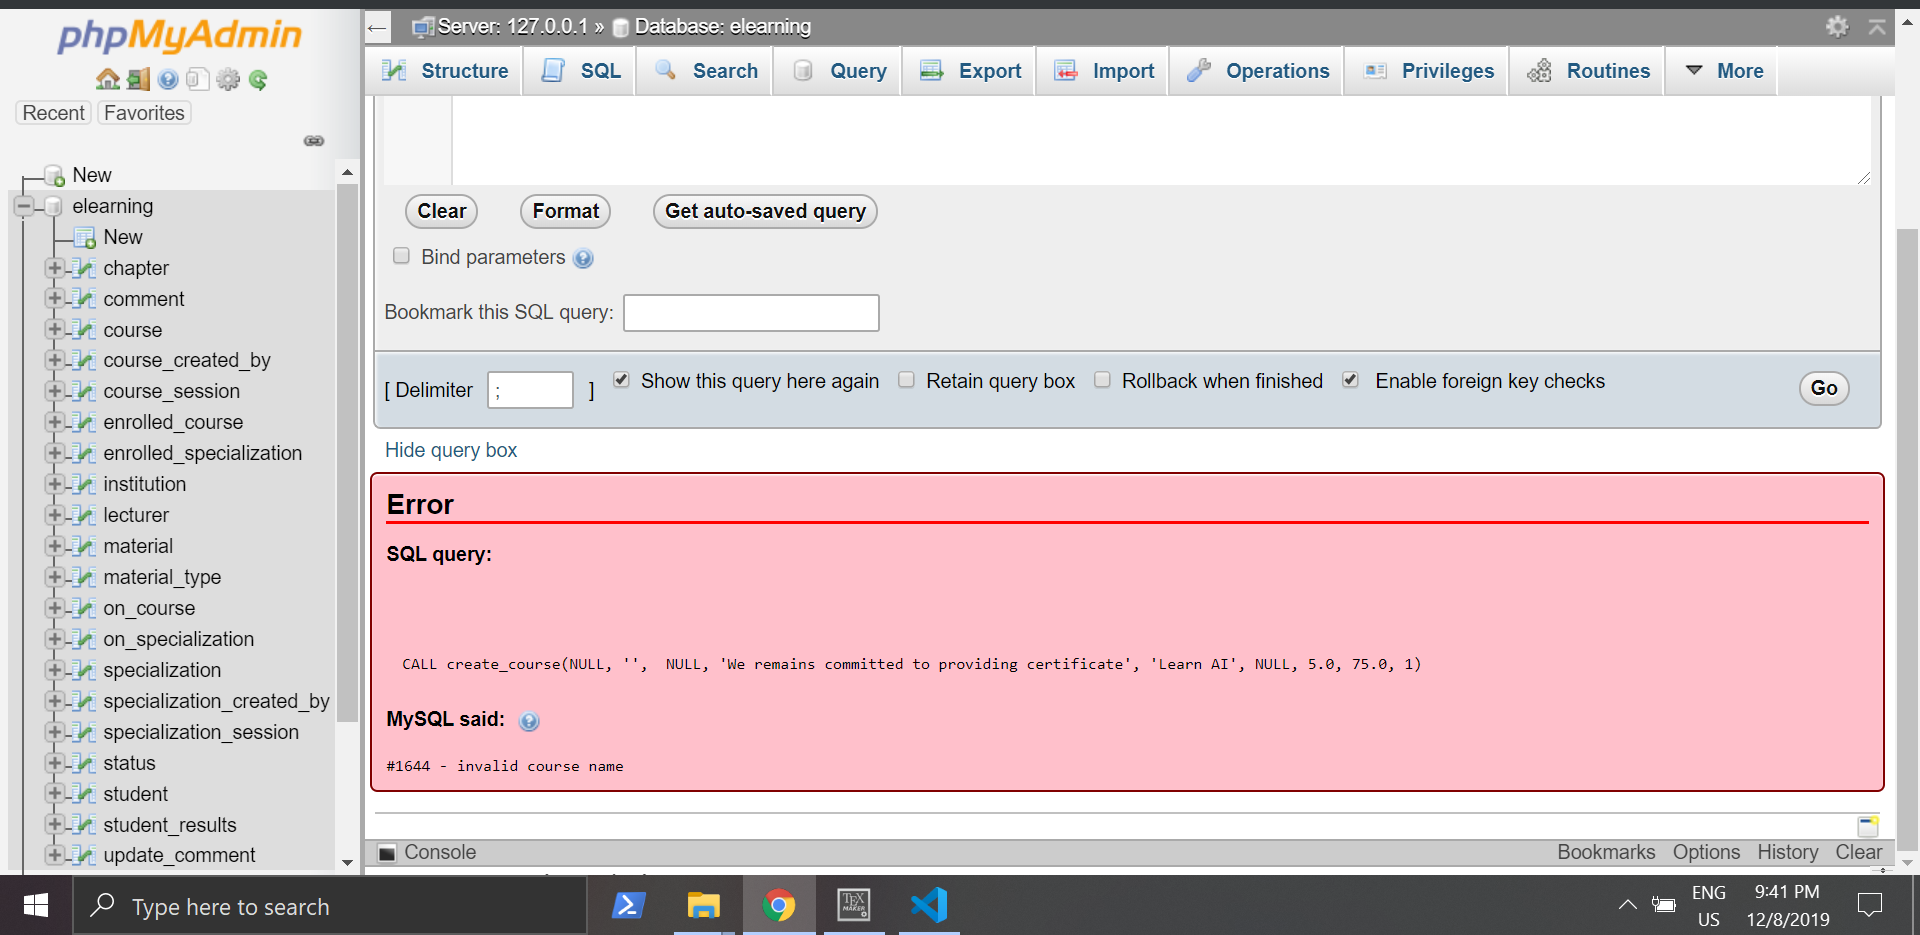 phpMyAdmin
Recent Favorites
New
elearning
New
chapter
comment
course
course_created_by
course_session
enrolled_course
enrolled_specialization
institution
lecturer
material
material_type
on_course
on_specialization
specialization
specialization_created_by
specialization_session
status
student
student_results
update_comment
← Server: 127.0.0.1 » Database: elearning
Structure SQL Search Query Export Import Operations Privileges Routines More
Clear Format Get auto-saved query
Bind parameters
Bookmark this SQL query:
[ Delimiter ; ] Show this query here again Retain query box Rollback when finished Enable foreign key checks Go
Hide query box
Error
SQL query:
CALL create_course(NULL, '',  NULL, 'We remains committed to providing certificate', 'Learn AI', NULL, 5.0, 75.0, 1)
MySQL said:
#1644 - invalid course name
Console Bookmarks Options History Clear
Type here to search
TEX
MAKER
ENG
US
9:41 PM
12/8/2019